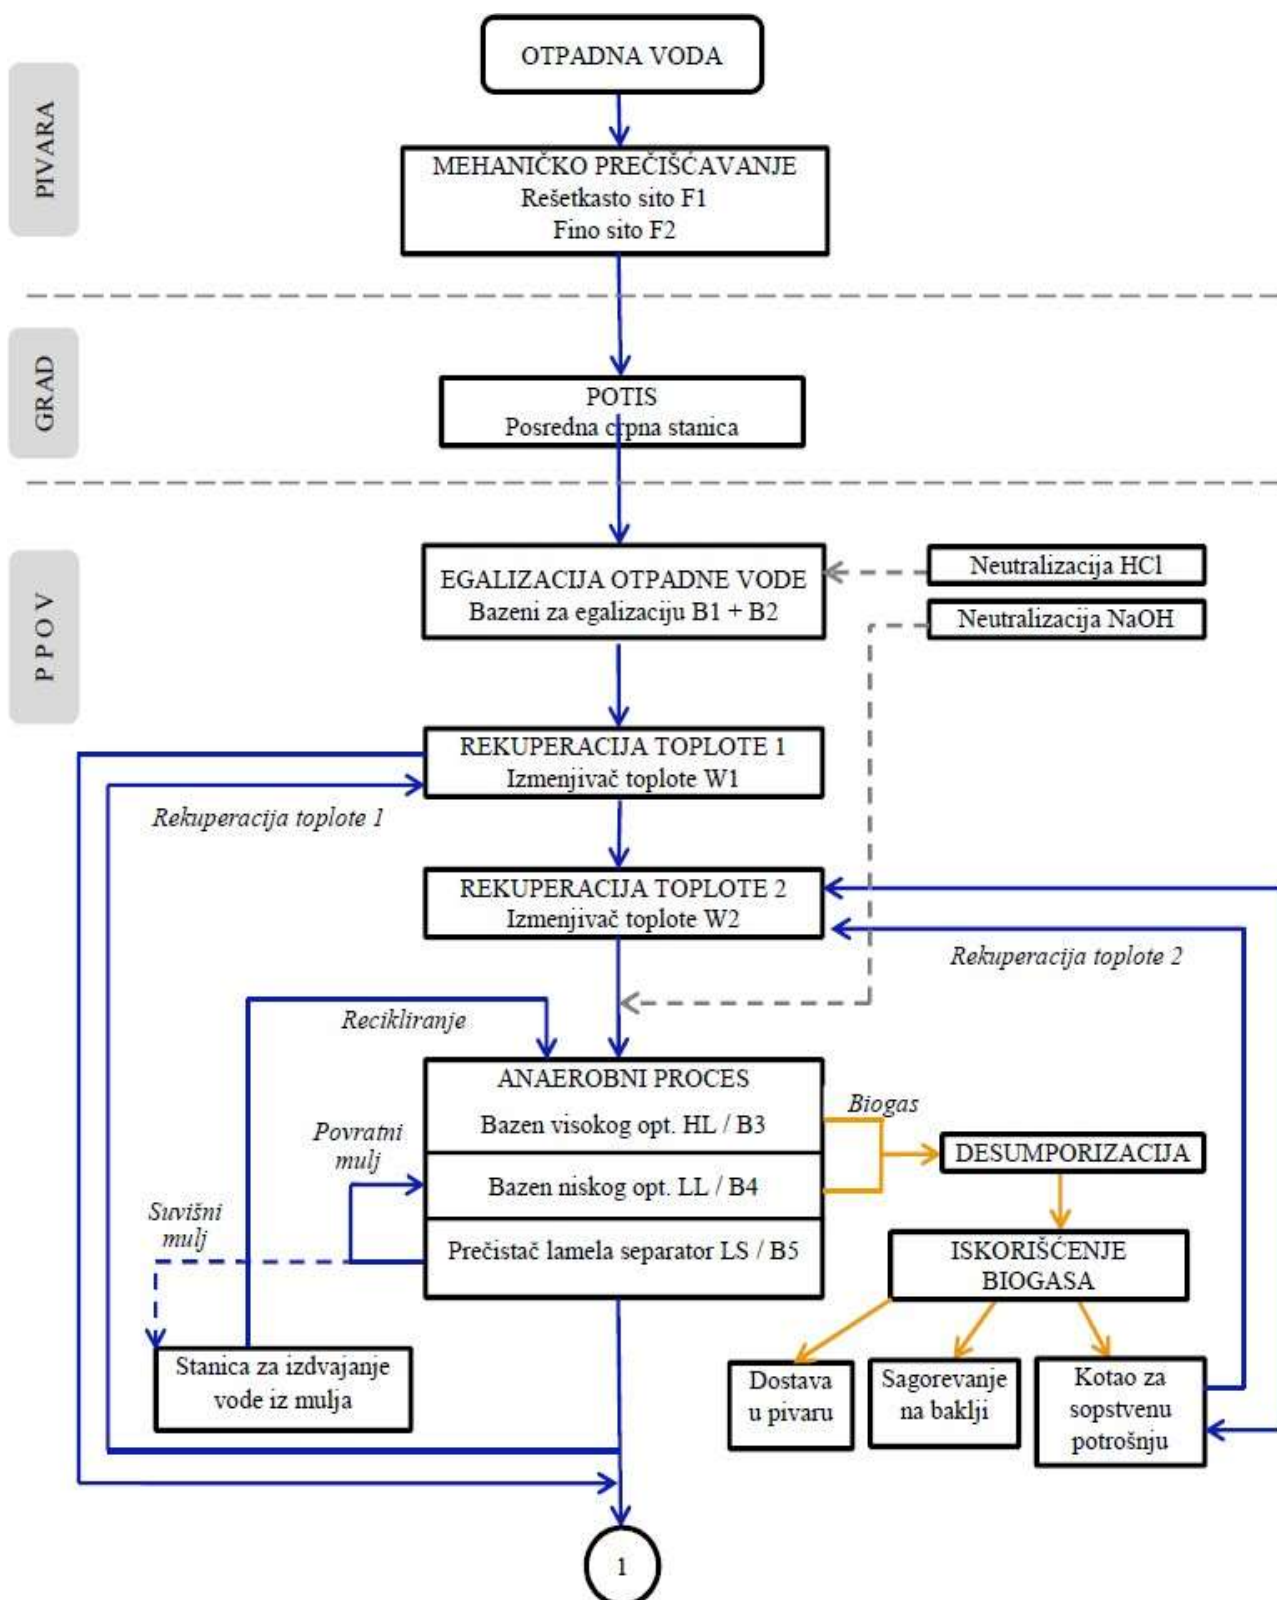 OTPADNA VODA
PIVARA
MEHANIČKO PREČIŠĆAVANJE
Rešetkasto sito F1
Fino sito F2
GRAD
POTIS
Posredna crpna stanica
P P O V
EGALIZACIJA OTPADNE VODE
Bazeni za egalizaciju B1 + B2
Neutralizacija HCl
Neutralizacija NaOH
REKUPERACIJA TOPLOTE 1
Izmenjivač toplote W1
Rekuperacija toplote 1
REKUPERACIJA TOPLOTE 2
Izmenjivač toplote W2
Rekuperacija toplote 2
Recikliranje
ANAEROBNI PROCES
Bazen visokog opt. HL / B3
Biogas
Povratni
mulj
DESUMPORIZACIJA
Bazen niskog opt. LL / B4
Suvišni
mulj
Prečistač lamela separator LS / B5
ISKORIŠĆENJE
BIOGASA
Stanica za izdvajanje
vode iz mulja
Dostava
u pivaru
Sagorevanje
na baklji
Kotao za
sopstvenu
potrošnju
1